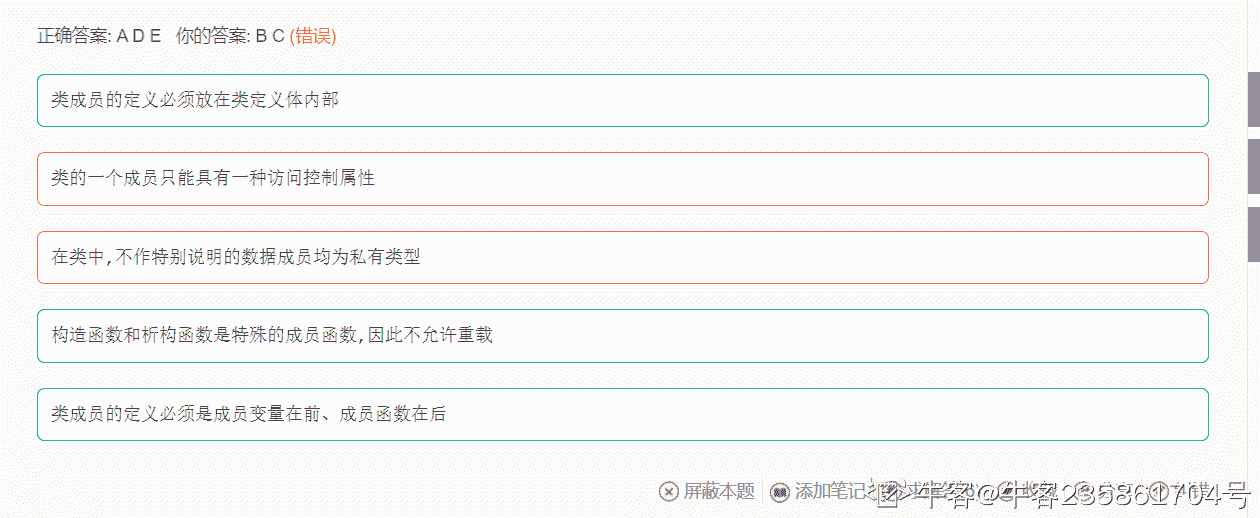 正确答案: A D E 你的答案: B C (错误)
类成员的定义必须放在类定义体内部
类的一个成员只能具有一种访问控制属性
在类中,不作特别说明的数据成员均为私有类型
构造函数和析构函数是特殊的成员函数,因此不允许重载
类成员的定义必须是成员变量在前、成员函数在后
屏蔽本题 添加笔记 牛客@牛客235861704号